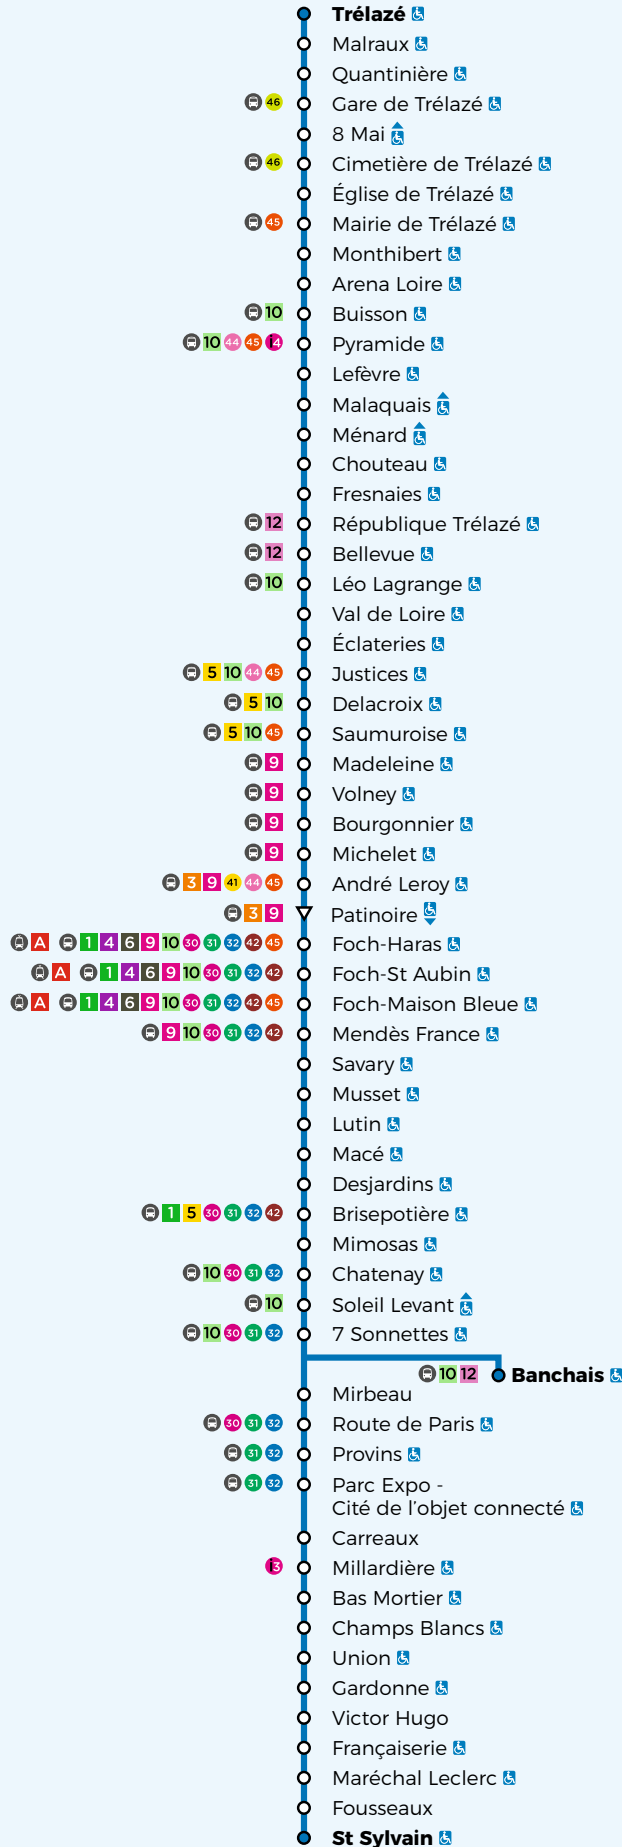 Trélazé
Malraux
Quantinière
46 Gare de Trélazé
8 Mai
46 Cimetière de Trélazé
Église de Trélazé
45 Mairie de Trélazé
Monthibert
Arena Loire
10 Buisson
10 44 45 i4 Pyramide
Lefèvre
Malaquais
Ménard
Chouteau
Fresnaies
12 République Trélazé
12 Bellevue
10 Léo Lagrange
Val de Loire
Éclateries
5 10 44 45 Justices
5 10 Delacroix
5 10 45 Saumuroise
9 Madeleine
9 Volney
9 Bourgonnier
9 Michelet
3 9 41 44 45 André Leroy
3 9 Patinoire
A 1 4 6 9 10 30 31 32 42 45 Foch-Haras
A 1 4 6 9 10 30 31 32 42 Foch-St Aubin
A 1 4 6 9 10 30 31 32 42 45 Foch-Maison Bleue
9 10 30 31 32 42 Mendès France
Savary
Musset
Lutin
Macé
Desjardins
1 5 30 31 32 42 Brisepotière
Mimosas
10 30 31 32 Chatenay
10 Soleil Levant
10 30 31 32 7 Sonnettes
10 12 Banchais
Mirbeau
30 31 32 Route de Paris
31 32 Provins
31 32 Parc Expo -
Cité de l'objet connecté
Carreaux
i3 Millardière
Bas Mortier
Champs Blancs
Union
Gardonne
Victor Hugo
Françaiserie
Maréchal Leclerc
Fousseaux
St Sylvain